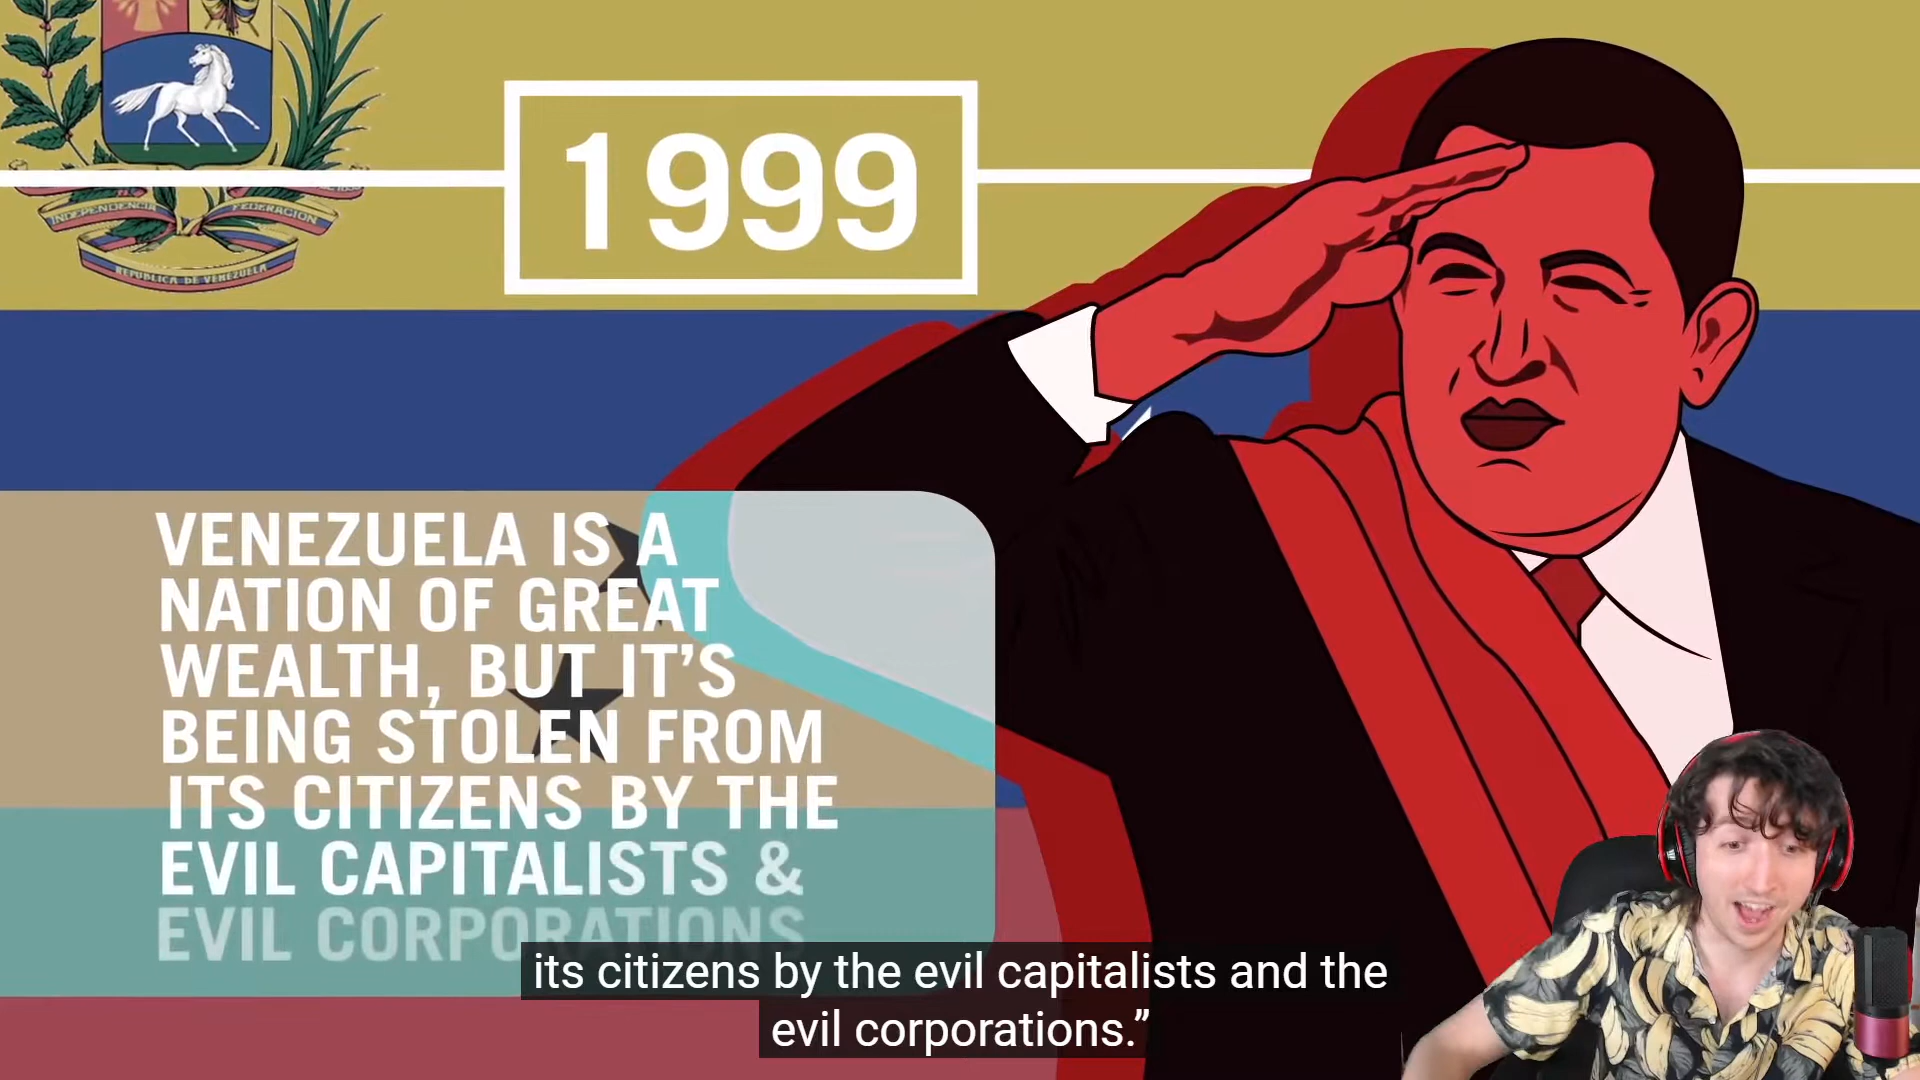 1999
INDEPENDENCIA
FEDERACION
REPUBLICA DE VENEZUELA
VENEZUELA IS A
NATION OF GREAT
WEALTH, BUT IT'S
BEING STOLEN FROM
ITS CITIZENS BY THE
EVIL CAPITALISTS &
EVIL CORPORATIONS
its citizens by the evil capitalists and the
evil corporations.”